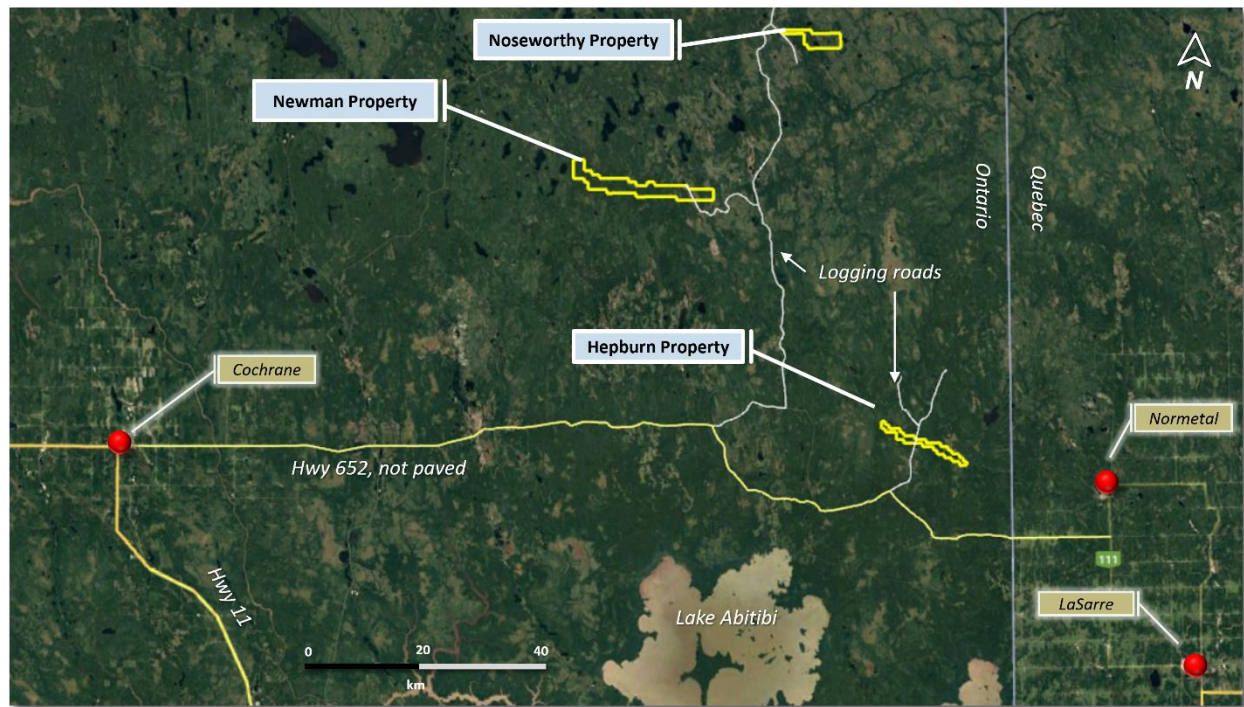 Noseworthy Property
N
Newman Property
Ontario
Quebec
Logging roads
Hepburn Property
Cochrane
Normetal
Hwy 652, not paved
111
Hwy 11
LaSarre
Lake Abitibi
0 20 40
km